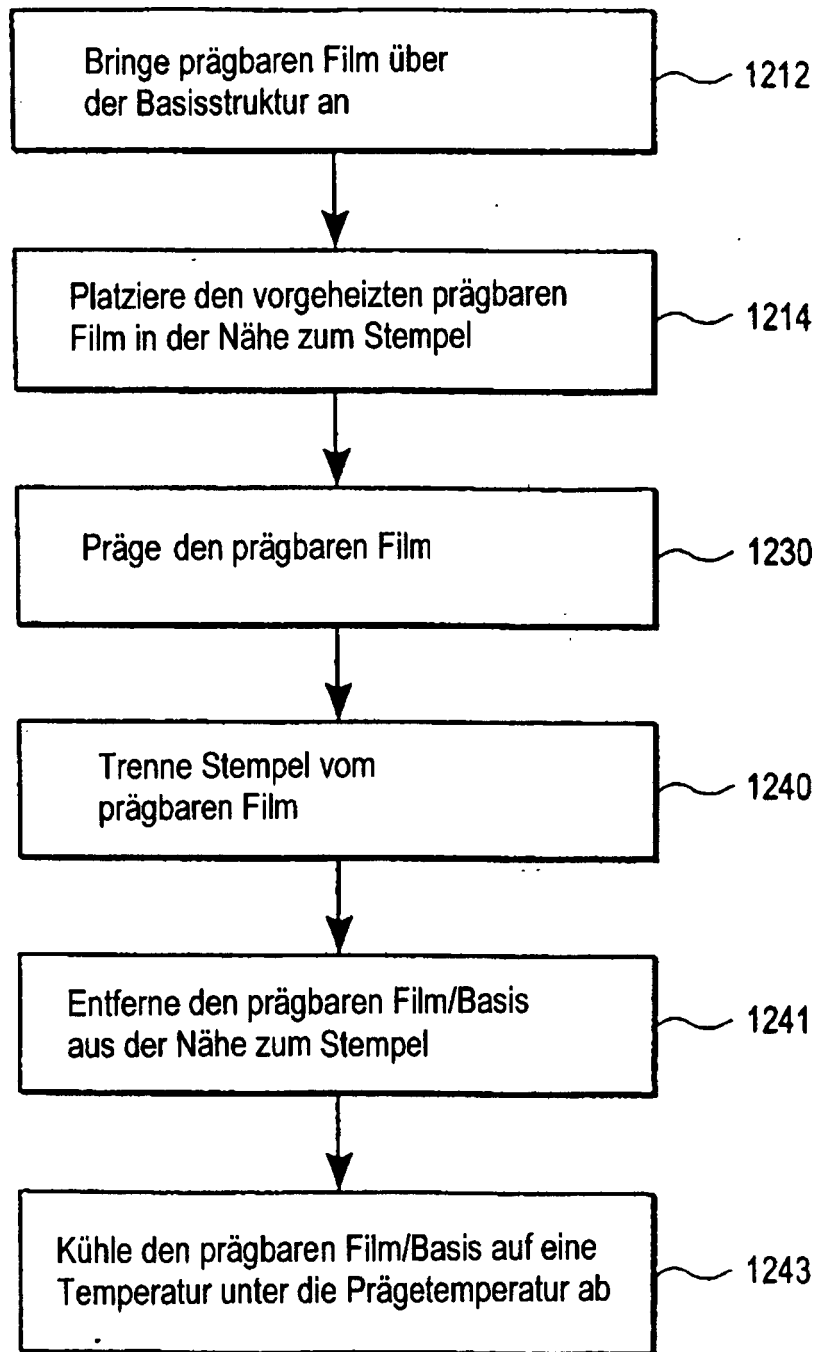 Bringe prägbaren Film über
der Basisstruktur an
1212
Platziere den vorgeheizten prägbaren
Film in der Nähe zum Stempel
1214
Präge den prägbaren Film
1230
Trenne Stempel vom
prägbaren Film
1240
Entferne den prägbaren Film/Basis
aus der Nähe zum Stempel
1241
Kühle den prägbaren Film/Basis auf eine
Temperatur unter die Prägetemperatur ab
1243